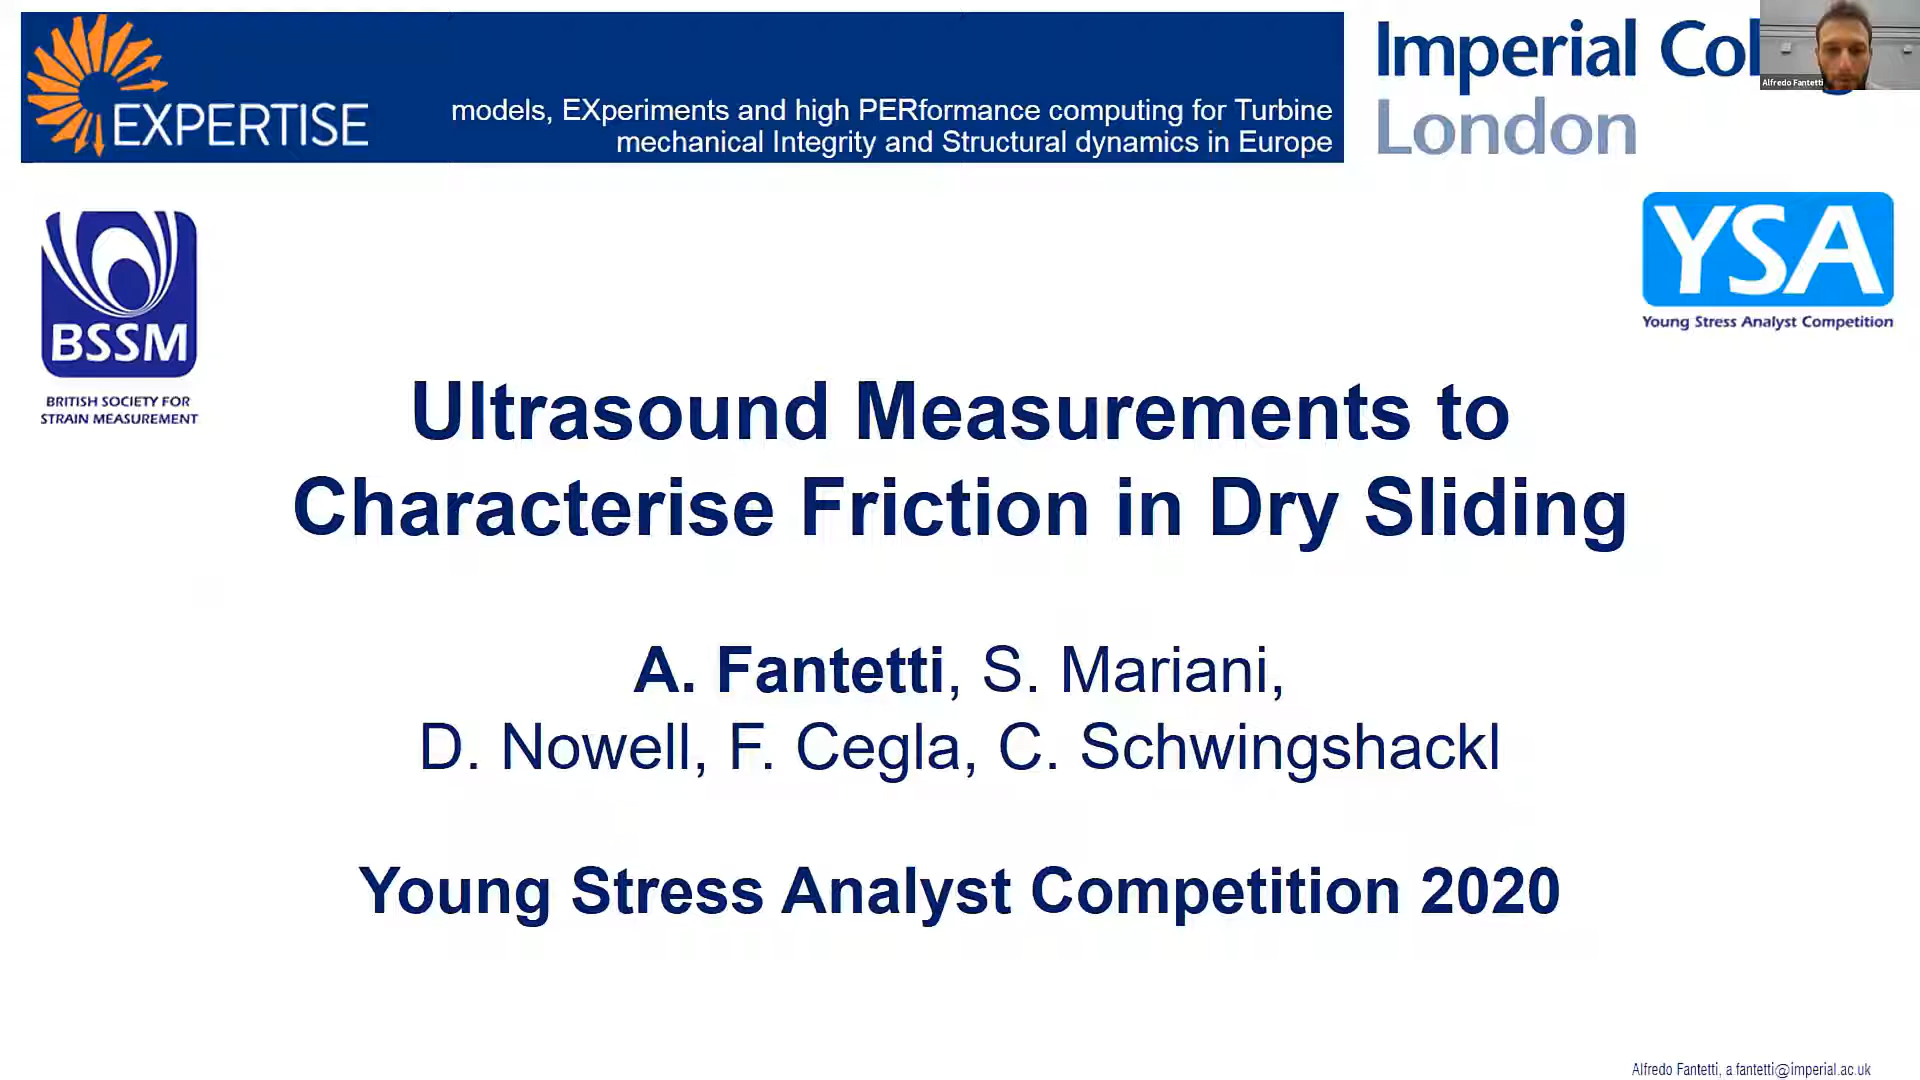 EXPERTISE
models, EXperiments and high PERformance computing for Turbine
mechanical Integrity and Structural dynamics in Europe
Imperial Col
London
Alfredo Fantetti
BSSM
BRITISH SOCIETY FOR
STRAIN MEASUREMENT
YSA
Young Stress Analyst Competition
Ultrasound Measurements to
Characterise Friction in Dry Sliding
A. Fantetti, S. Mariani,
D. Nowell, F. Cegla, C. Schwingshackl
Young Stress Analyst Competition 2020
Alfredo Fantetti, a.fantetti@imperial.ac.uk